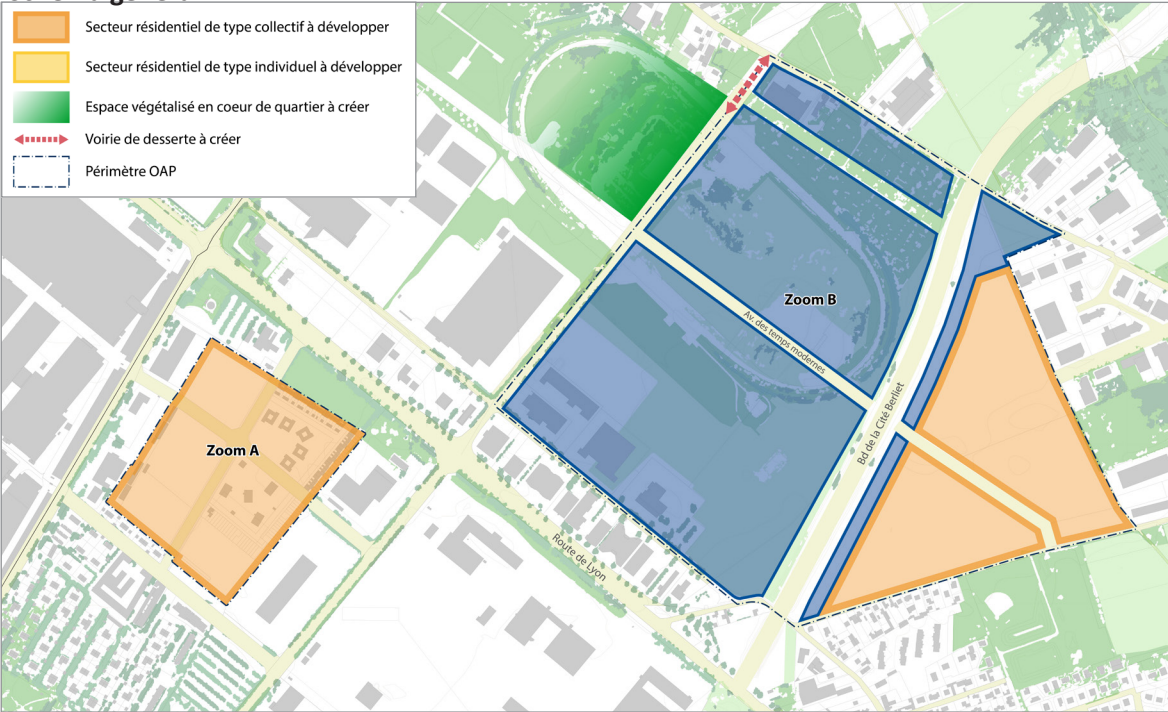 Secteur résidentiel de type collectif à développer
Secteur résidentiel de type individuel à développer
Espace végétalisé en coeur de quartier à créer
Voirie de desserte à créer
Périmètre OAP
Zoom B
Av. des temps modernes
Bd de la Cité Berliet
Zoom A
Route de Lyon